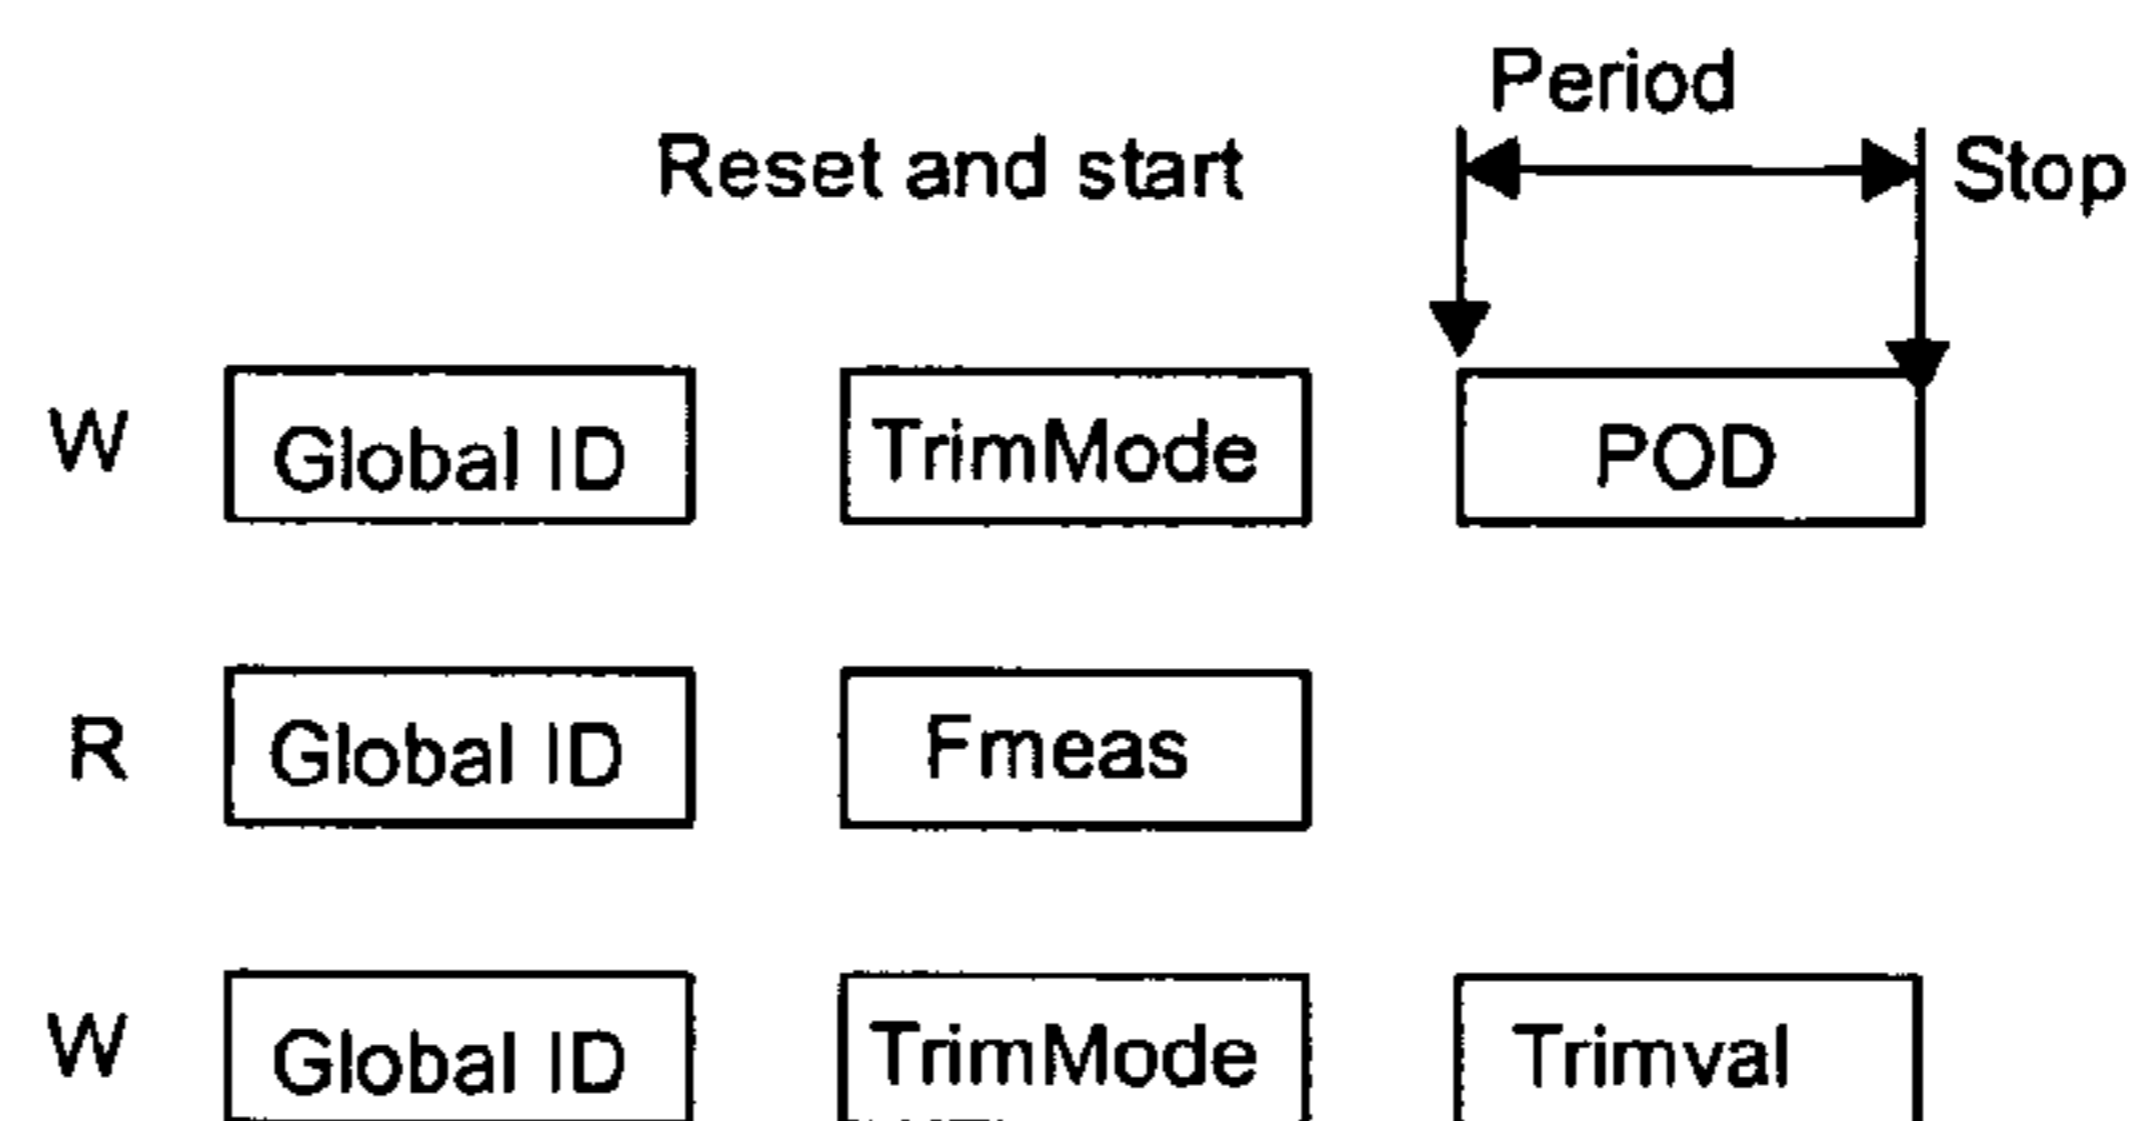 Period
Reset and start Stop
W Global ID TrimMode POD
R Global ID Fmeas
W Global ID TrimMode Trimval